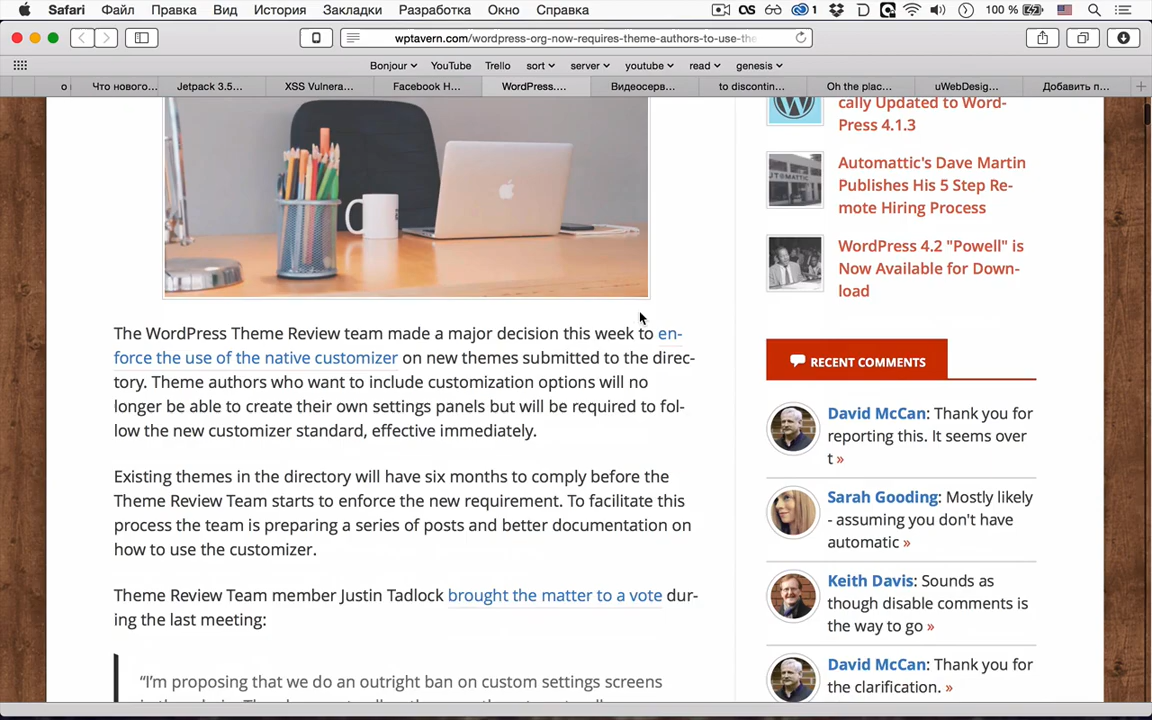 Safari Файл Правка Вид История Закладки Разработка Окно Справка 1 100 %
wptavern.com/wordpress-org-now-requires-theme-authors-to-use-the-
Bonjour YouTube Trello sort server youtube read genesis
о Что нового... Jetpack 3.5... XSS Vulnera... Facebook H... WordPress.... Видеосерв... to discontin... Oh the plac... uWebDesig... Добавить п...
The WordPress Theme Review team made a major decision this week to en-
force the use of the native customizer on new themes submitted to the direc-
tory. Theme authors who want to include customization options will no
longer be able to create their own settings panels but will be required to fol-
low the new customizer standard, effective immediately.
Existing themes in the directory will have six months to comply before the
Theme Review Team starts to enforce the new requirement. To facilitate this
process the team is preparing a series of posts and better documentation on
how to use the customizer.
Theme Review Team member Justin Tadlock brought the matter to a vote dur-
ing the last meeting:
“I’m proposing that we do an outright ban on custom settings screens
cally Updated to Word-
Press 4.1.3
Automattic's Dave Martin
Publishes His 5 Step Re-
mote Hiring Process
WordPress 4.2 "Powell" is
Now Available for Down-
load
RECENT COMMENTS
David McCan: Thank you for
reporting this. It seems over
t »
Sarah Gooding: Mostly likely
- assuming you don't have
automatic »
Keith Davis: Sounds as
though disable comments is
the way to go »
David McCan: Thank you for
the clarification. »